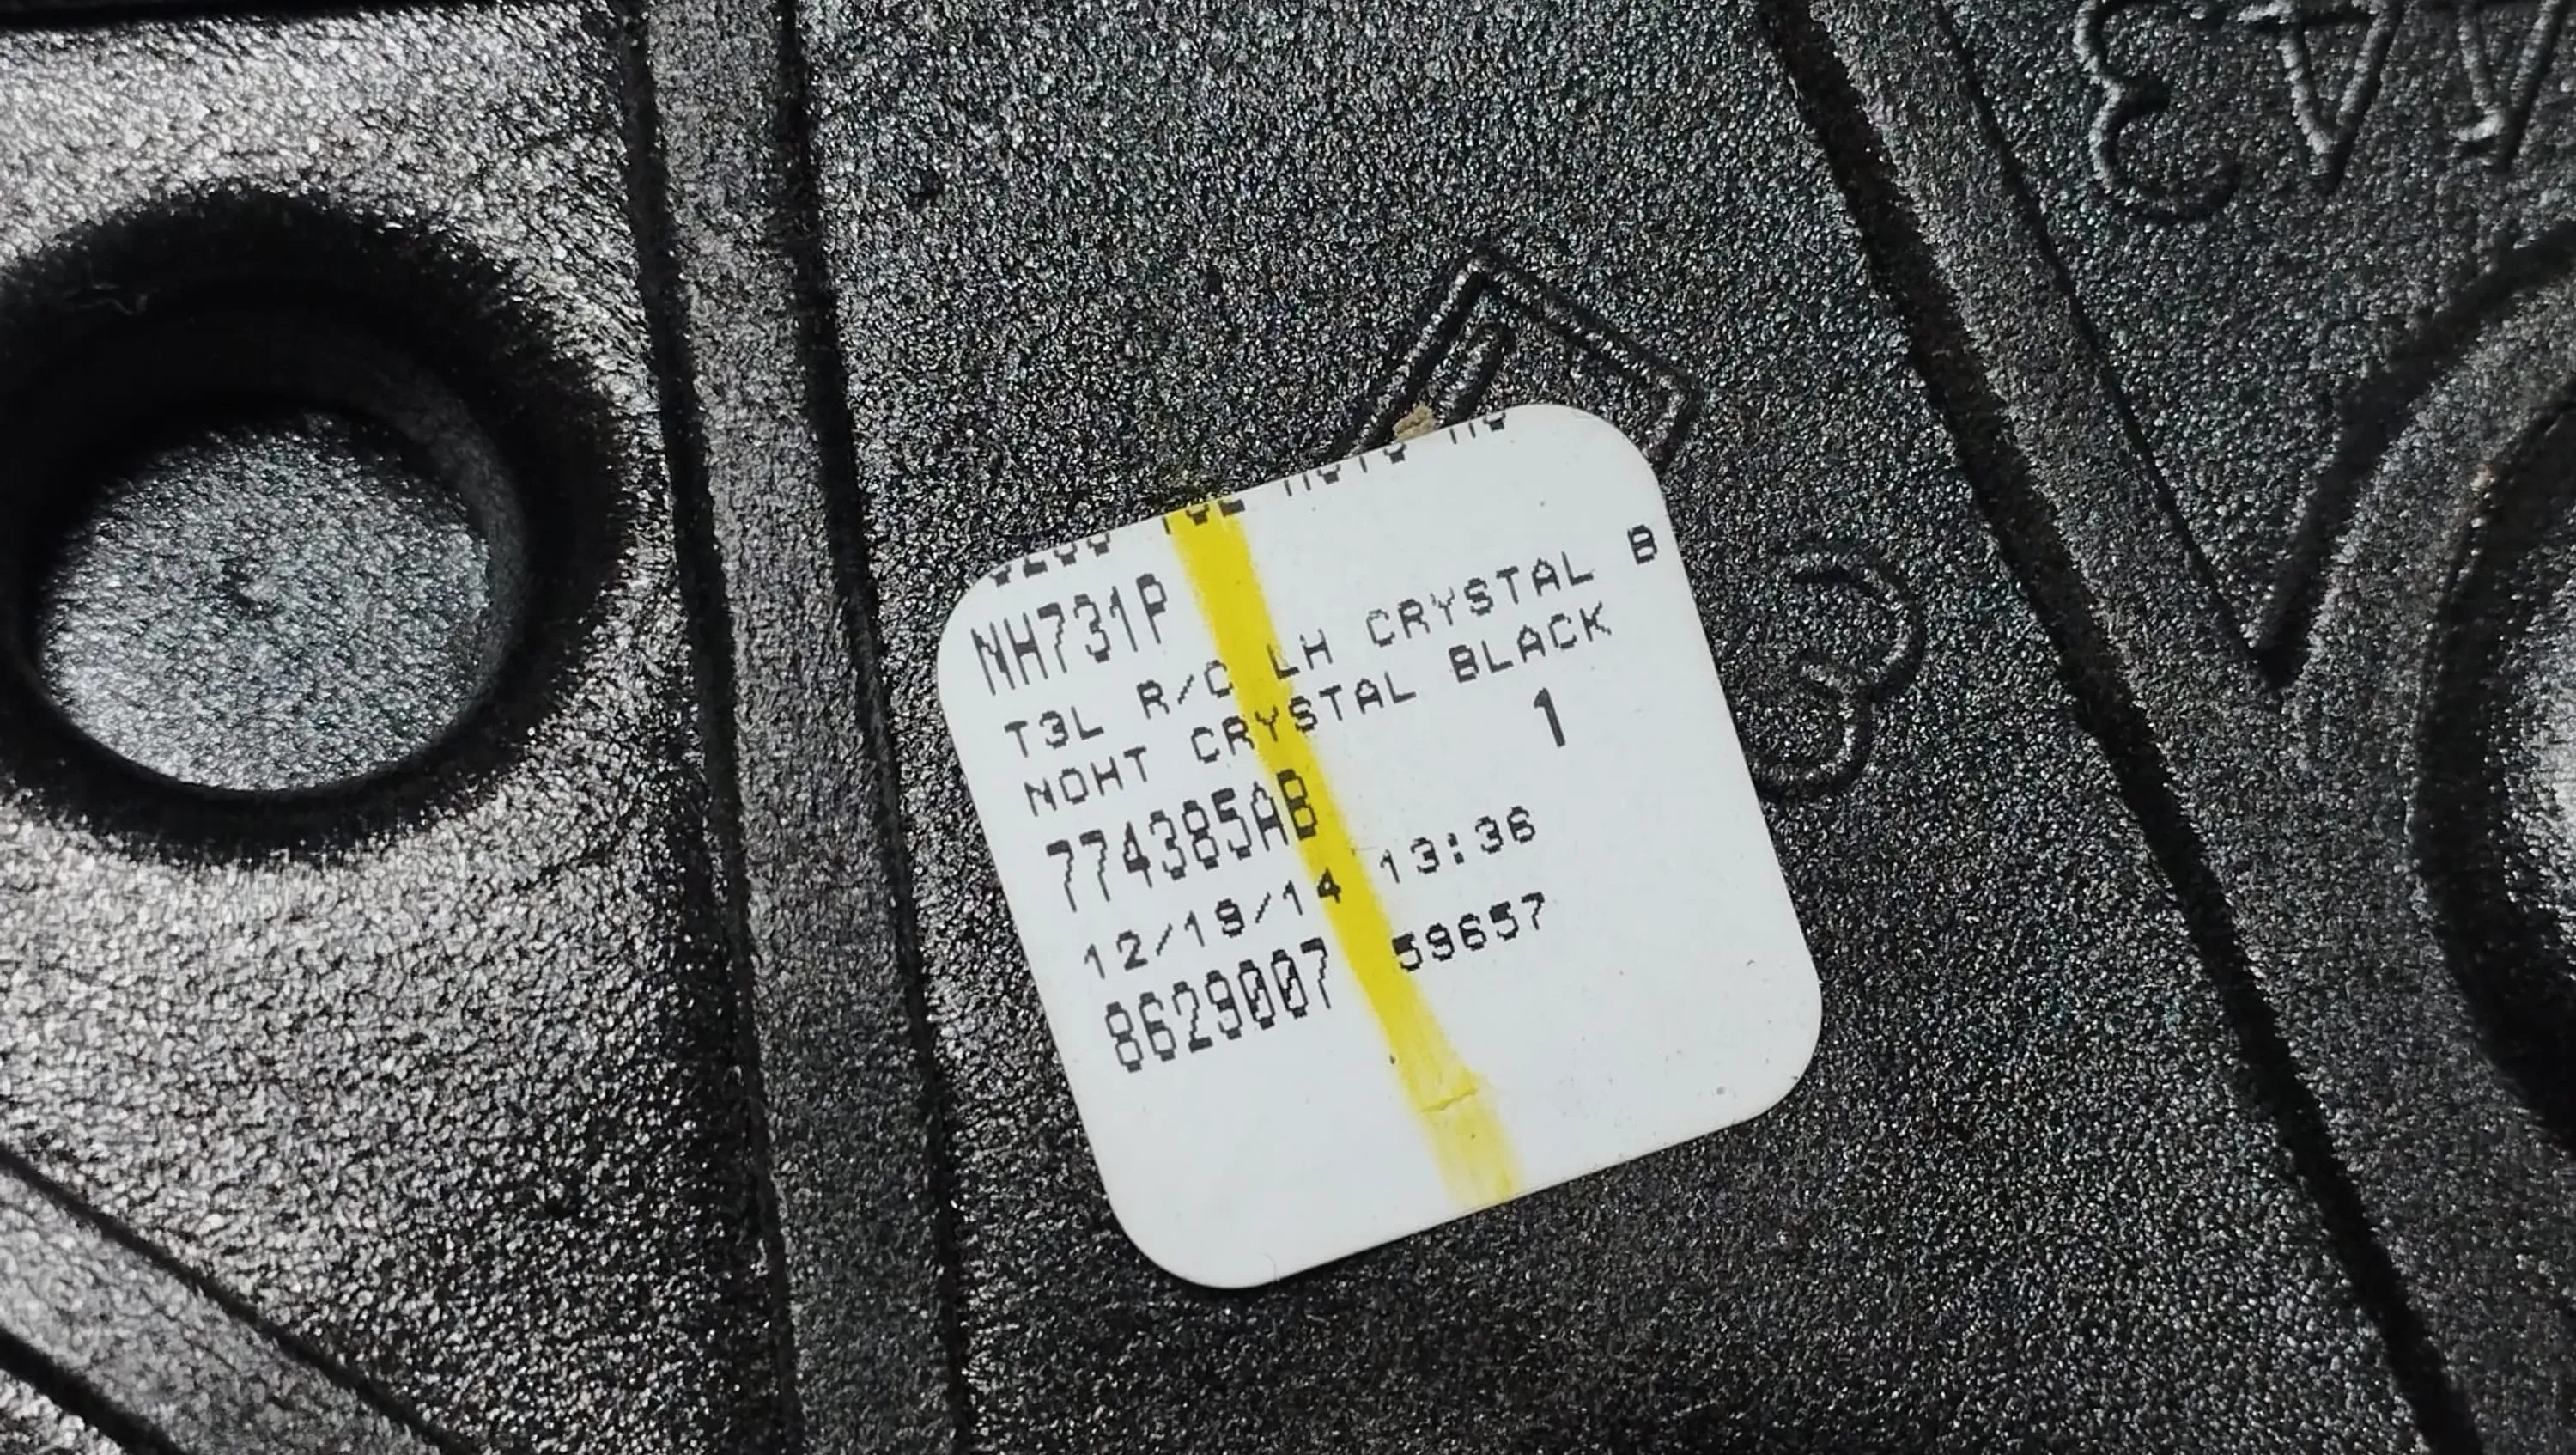 NH731P
T3L R/C LH CRYSTAL B
NOHT CRYSTAL BLACK
774385AB 1
12/19/14 13:36
8629007 59657